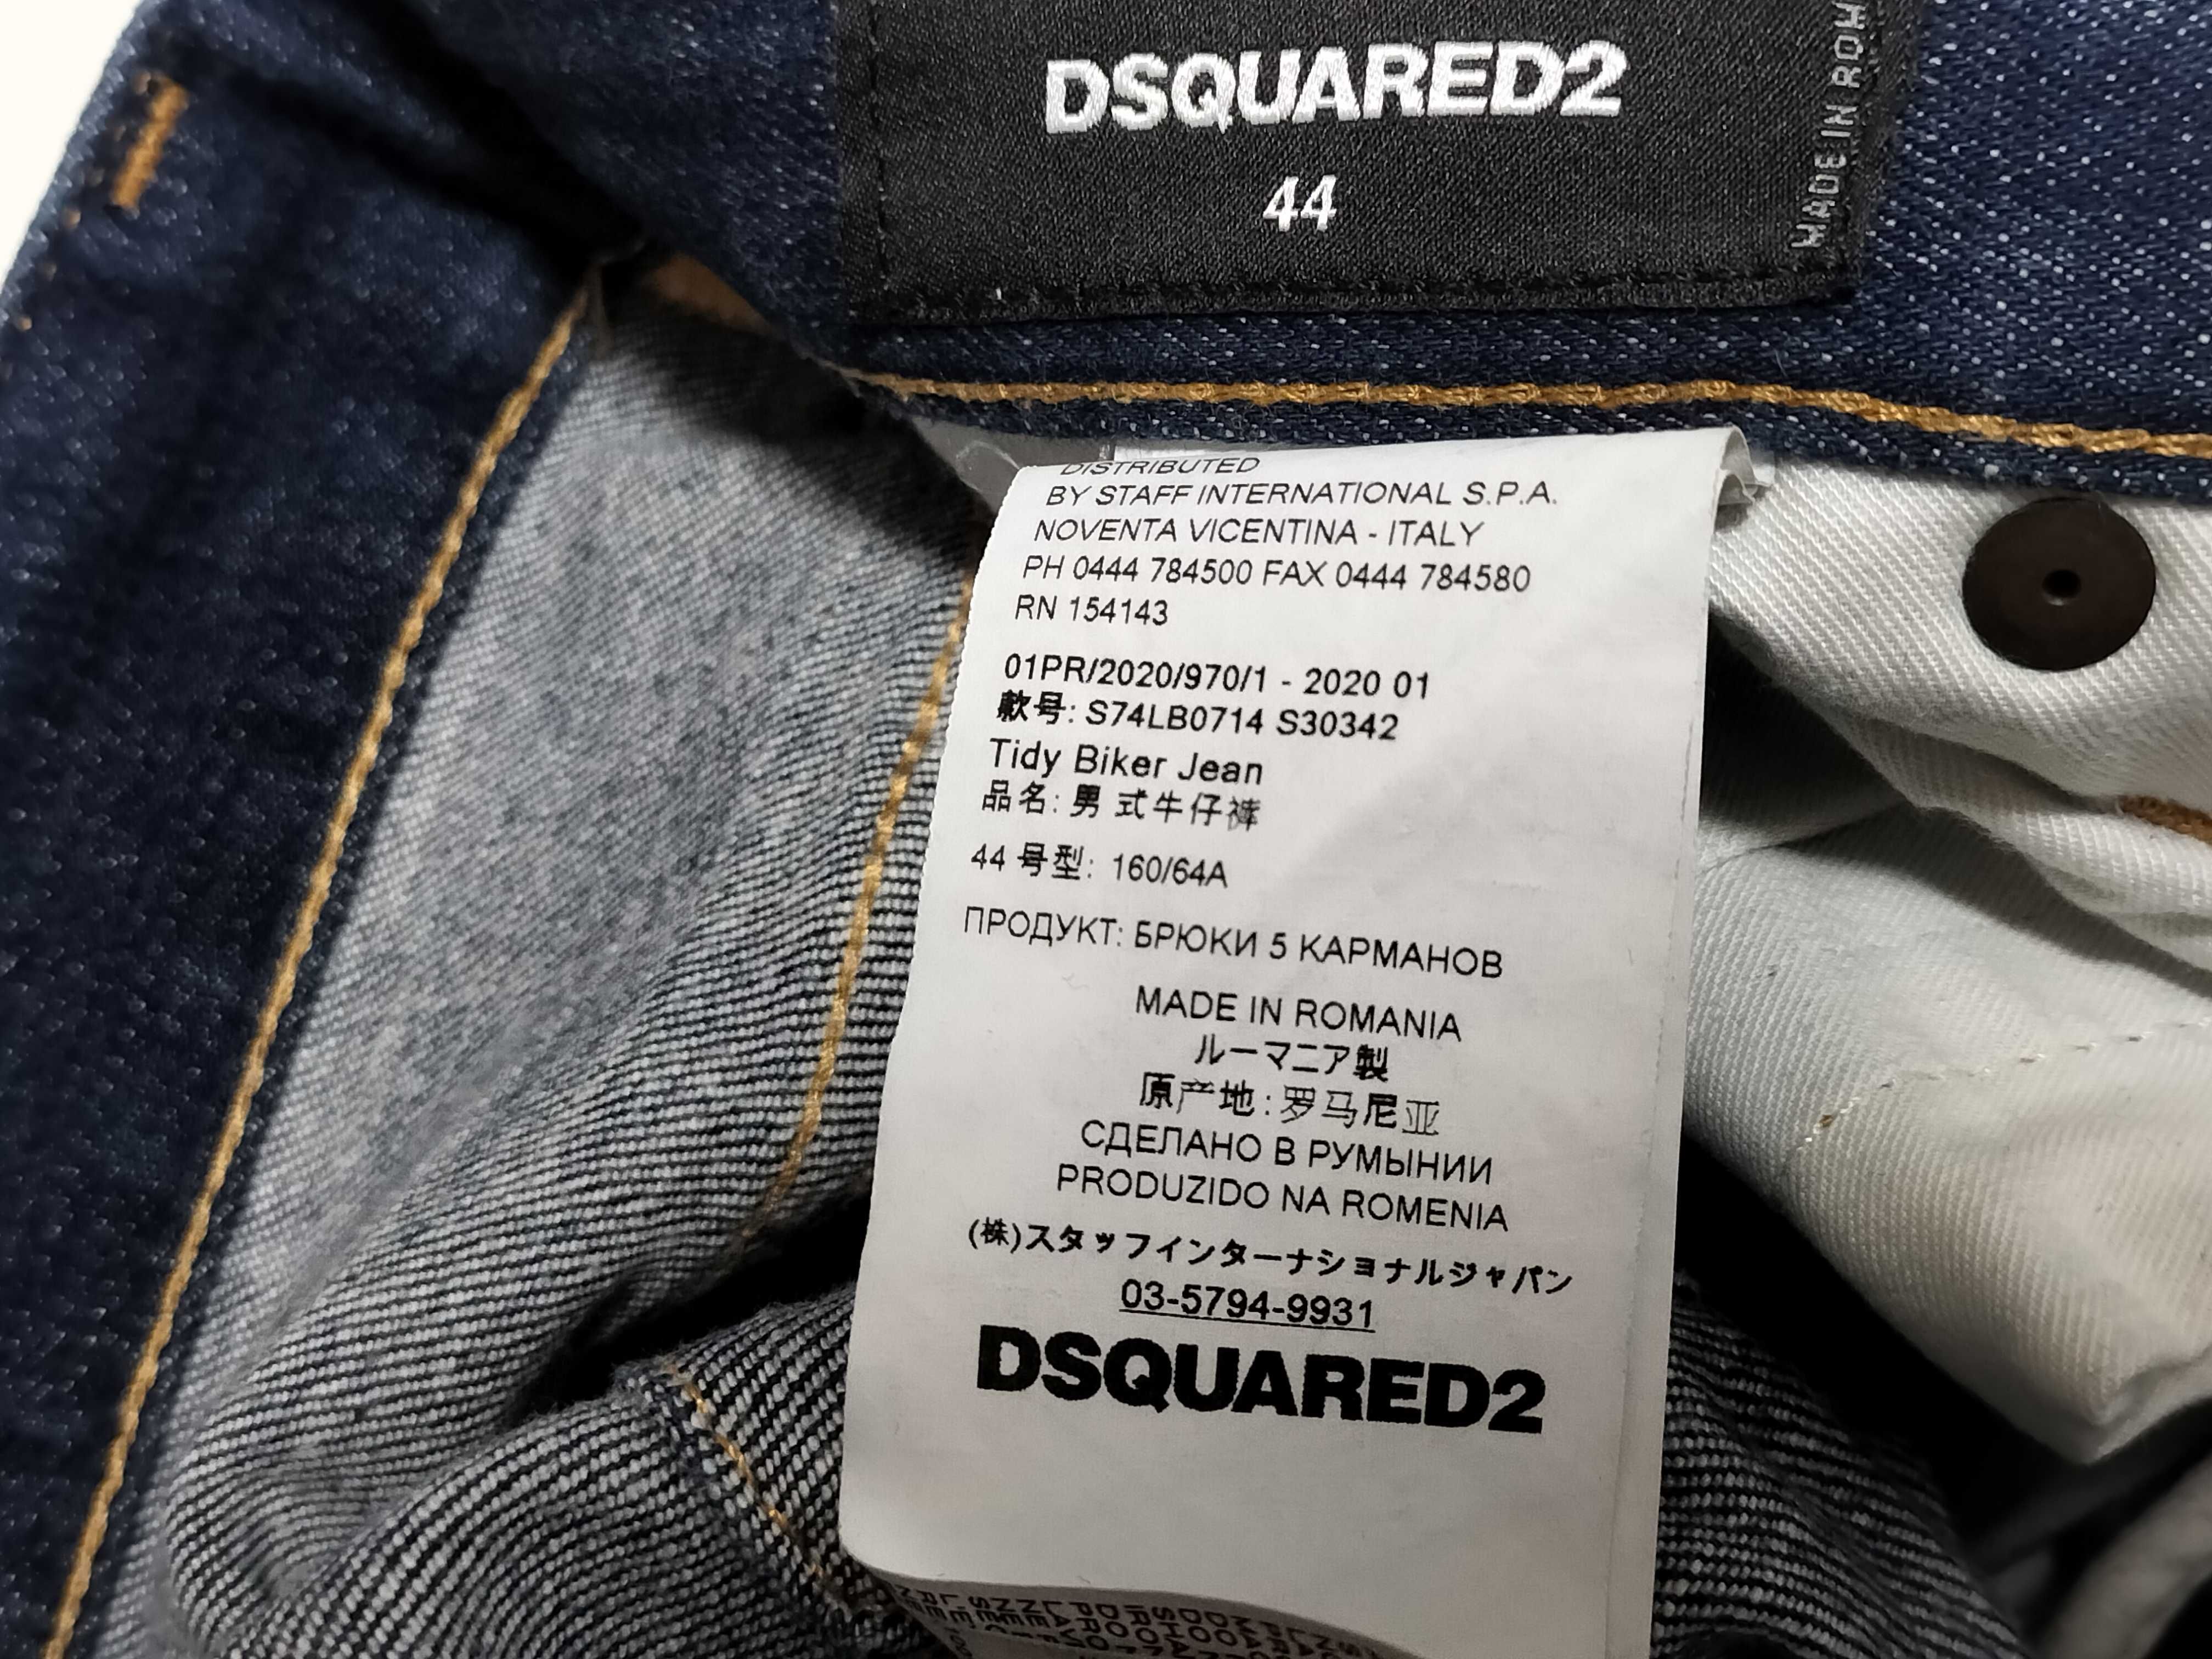 DSQUARED2
44
MADE IN ROM
DISTRIBUTED
BY STAFF INTERNATIONAL S.P.A.
NOVENTA VICENTINA - ITALY
PH 0444 784500 FAX 0444 784580
RN 154143
01PR/2020/970/1 - 2020 01
款号: S74LB0714 S30342
Tidy Biker Jean
品名: 男 式牛仔裤
44 号型: 160/64A
ПРОДУКТ: БРЮКИ 5 КАРМАНОВ
MADE IN ROMANIA
ルーマニア製
原产地: 罗马尼亚
СДЕЛАНО В РУМЫНИИ
PRODUZIDO NA ROMENIA
(株)スタッフインターナショナルジャパン
03-5794-9931
DSQUARED2